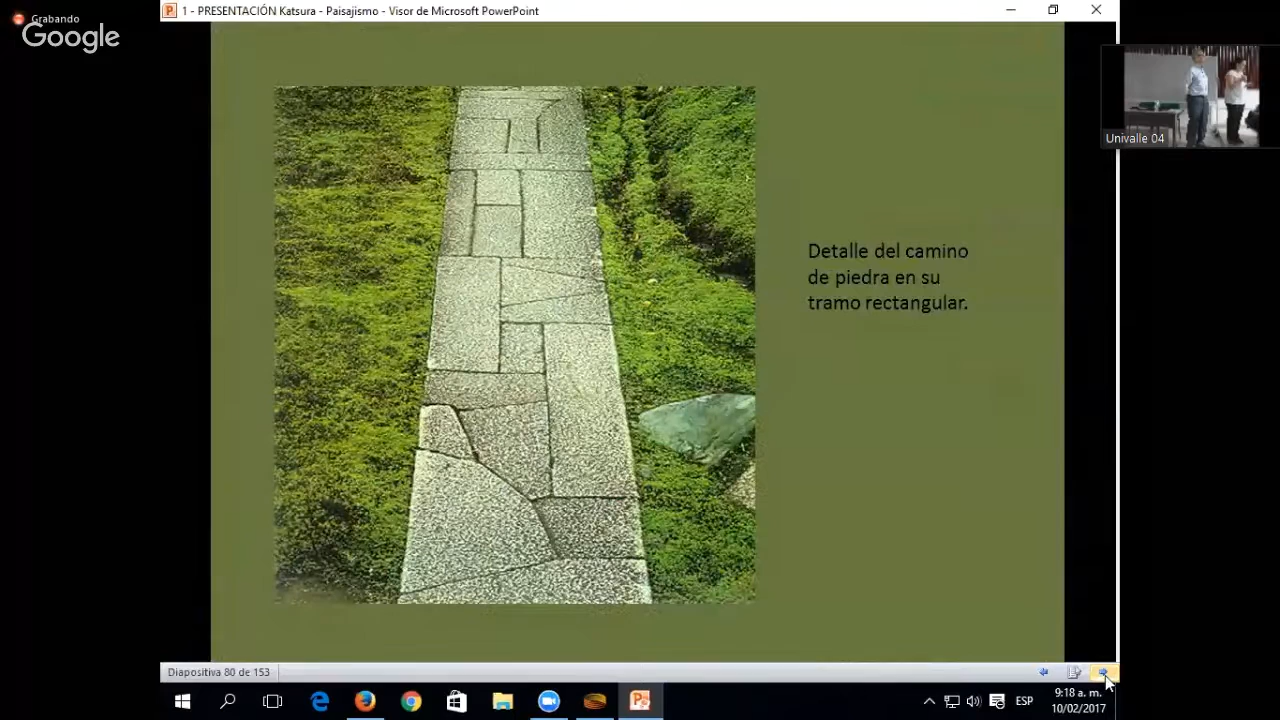 Grabando
Google
1 - PRESENTACIÓN Katsura - Paisajismo - Visor de Microsoft PowerPoint
Univalle 04
Detalle del camino
de piedra en su
tramo rectangular.
Diapositiva 80 de 153
ESP
9:18 a. m.
10/02/2017